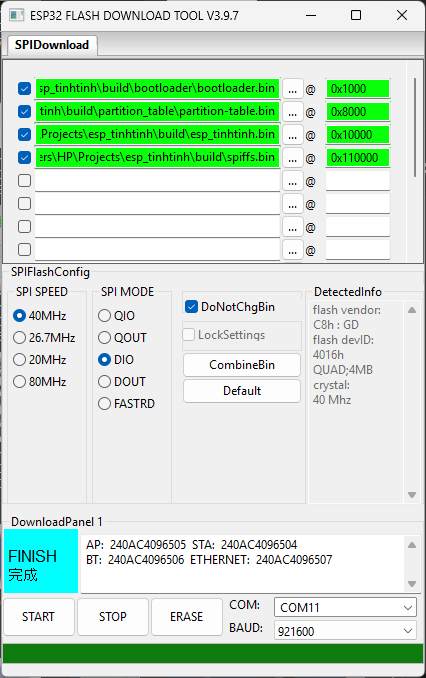 ESP32 FLASH DOWNLOAD TOOL V3.9.7
SPIDownload
sp_tinhtinh\build\bootloader\bootloader.bin ... @ 0x1000
tinh\build\partition_table\partition-table.bin ... @ 0x8000
Projects\esp_tinhtinh\build\esp_tinhtinh.bin ... @ 0x10000
ers\HP\Projects\esp_tinhtinh\build\spiffs.bin ... @ 0x110000
... @
... @
... @
... @
SPIFlashConfig
SPI SPEED
40MHz
26.7MHz
20MHz
80MHz
SPI MODE
QIO
QOUT
DIO
DOUT
FASTRD
DoNotChgBin
LockSettings
CombineBin
Default
DetectedInfo
flash vendor:
C8h : GD
flash devID:
4016h
QUAD;4MB
crystal:
40 Mhz
DownloadPanel 1
FINISH
完成
AP: 240AC4096505 STA: 240AC4096504
BT: 240AC4096506 ETHERNET: 240AC4096507
START
STOP
ERASE
COM: COM11
BAUD: 921600